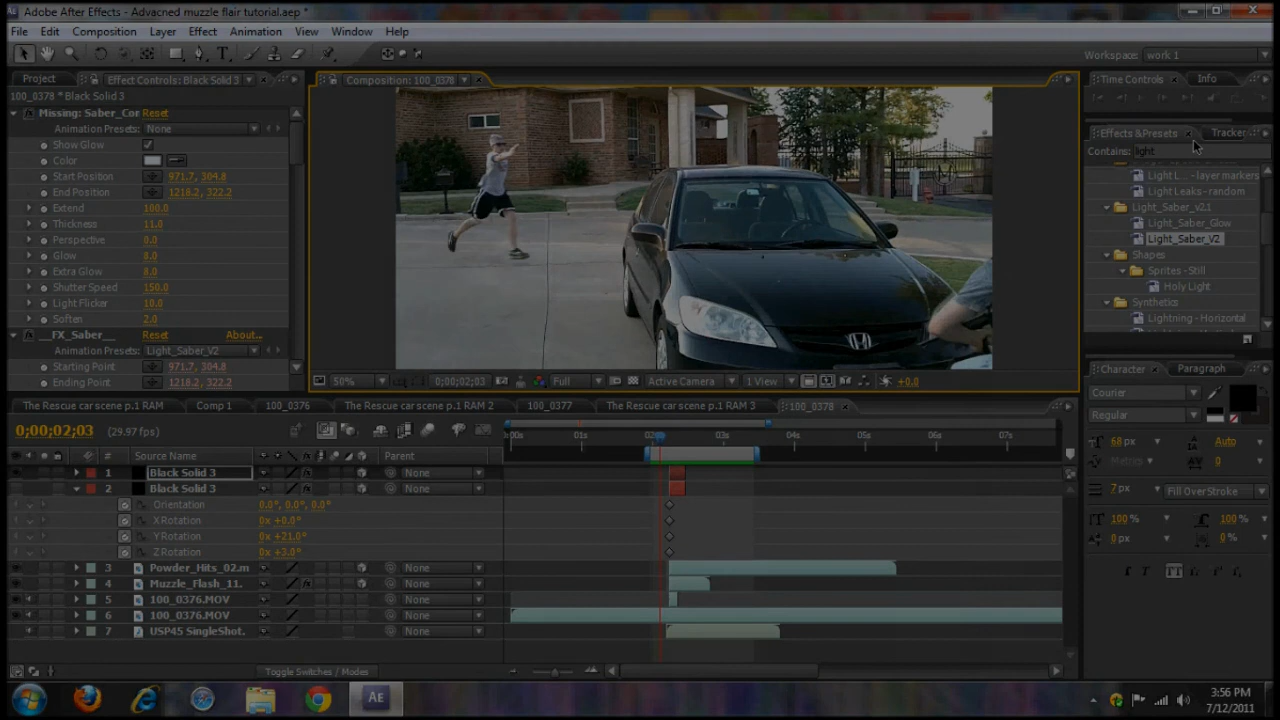 Adobe After Effects - Advacned muzzle flair tutorial.aep *
File Edit Composition Layer Effect Animation View Window Help
Workspace: work 1
Project Effect Controls: Black Solid 3
Composition: 100_0378
Time Controls Info
100_0378 * Black Solid 3
Missing: Saber_Cor Reset
Animation Presets: None
Show Glow
Color
Start Position 971.7, 304.8
End Position 1218.2, 322.2
Extend 100.0
Thickness 11.0
Perspective 0.0
Glow 8.0
Extra Glow 8.0
Shutter Speed 150.0
Light Flicker 10.0
Soften 2.0
__FX_Saber__ Reset About...
Animation Presets: Light_Saber_V2
Starting Point 971.7, 304.8
Ending Point 1218.2, 322.2
50% 0;00;02;03 Full Active Camera 1 View +0.0
Effects & Presets Tracker
Contains: light
Light L... - layer markers
Light Leaks - random
Light_Saber_v2.1
Light_Saber_Glow
Light_Saber_V2
Shapes
Sprites - Still
Holy Light
Synthetics
Lightning - Horizontal
Character Paragraph
Courier
Regular
68 px Auto
Metrics 0
7 px Fill Over Stroke
100 % 100 %
0 px 0 %
The Rescue car scene p.1 RAM Comp 1 100_0376 The Rescue car scene p.1 RAM 2 100_0377 The Rescue car scene p.1 RAM 3 100_0378
0;00;02;03 (29.97 fps)
00s 01s 02s 03s 04s 05s 06s 07s
# Source Name Parent
1 Black Solid 3 None
2 Black Solid 3 None
Orientation 0.0°, 0.0°, 0.0°
X Rotation 0x +0.0°
Y Rotation 0x +21.0°
Z Rotation 0x +3.0°
3 Powder_Hits_02.m None
4 Muzzle_Flash_11. None
5 100_0376.MOV None
6 100_0376.MOV None
7 USP45 SingleShot. None
Toggle Switches / Modes
AE
3:56 PM
7/12/2011